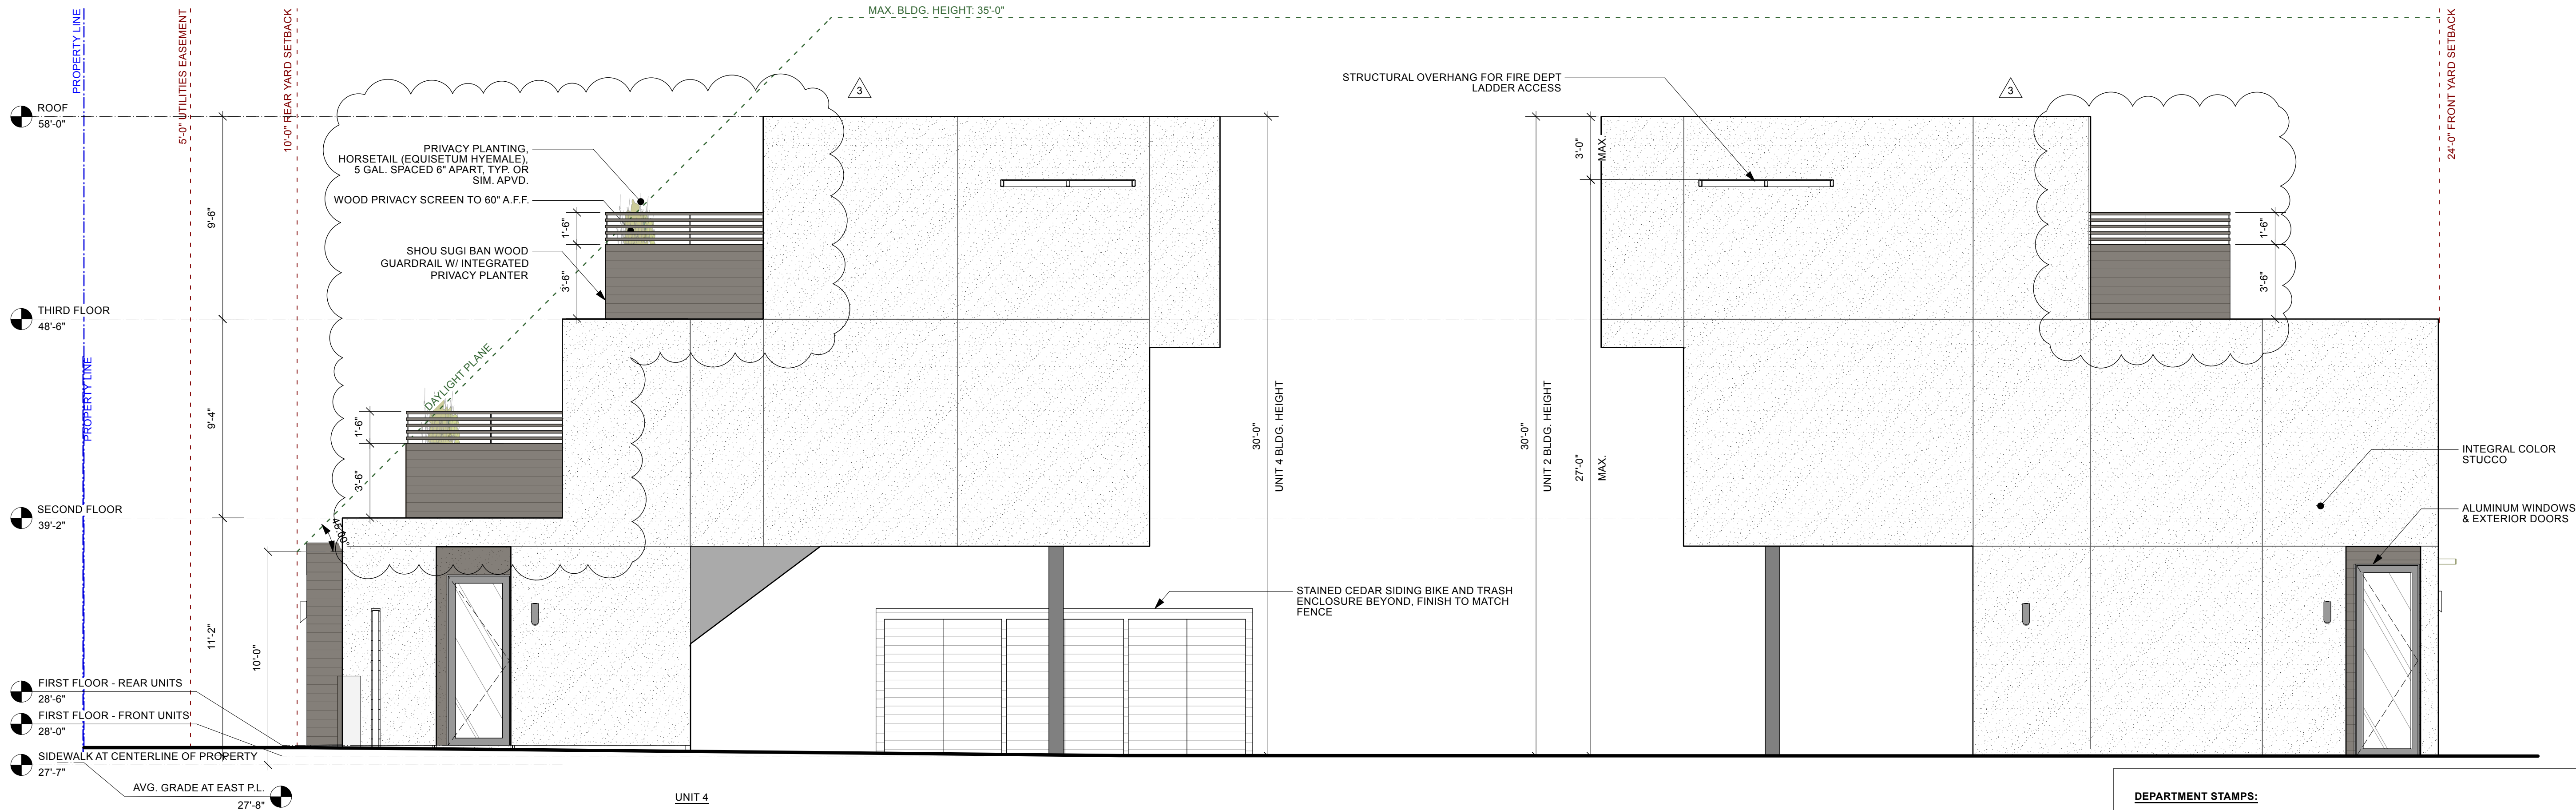 MAX. BLDG. HEIGHT: 35'-0"
PROPERTY LINE
5'-0" UTILITIES EASEMENT
10'-0" REAR YARD SETBACK
24'-0" FRONT YARD SETBACK
ROOF
58'-0"
3
3
STRUCTURAL OVERHANG FOR FIRE DEPT
LADDER ACCESS
PRIVACY PLANTING,
HORSETAIL (EQUISETUM HYEMALE),
5 GAL. SPACED 6" APART, TYP. OR
SIM. APVD.
WOOD PRIVACY SCREEN TO 60" A.F.F.
SHOU SUGI BAN WOOD
GUARDRAIL W/ INTEGRATED
PRIVACY PLANTER
9'-6"
1'-6"
3'-6"
3'-0"
MAX.
1'-6"
3'-6"
THIRD FLOOR
48'-6"
PROPERTY LINE
DAYLIGHT PLANE
9'-4"
1'-6"
3'-6"
30'-0"
UNIT 4 BLDG. HEIGHT
30'-0"
UNIT 2 BLDG. HEIGHT
27'-0"
MAX.
INTEGRAL COLOR
STUCCO
ALUMINUM WINDOWS
& EXTERIOR DOORS
SECOND FLOOR
39'-2"
45.00°
11'-2"
10'-0"
STAINED CEDAR SIDING BIKE AND TRASH
ENCLOSURE BEYOND, FINISH TO MATCH
FENCE
FIRST FLOOR - REAR UNITS
28'-6"
FIRST FLOOR - FRONT UNITS
28'-0"
SIDEWALK AT CENTERLINE OF PROPERTY
27'-7"
AVG. GRADE AT EAST P.L.
27'-8"
UNIT 4
DEPARTMENT STAMPS: